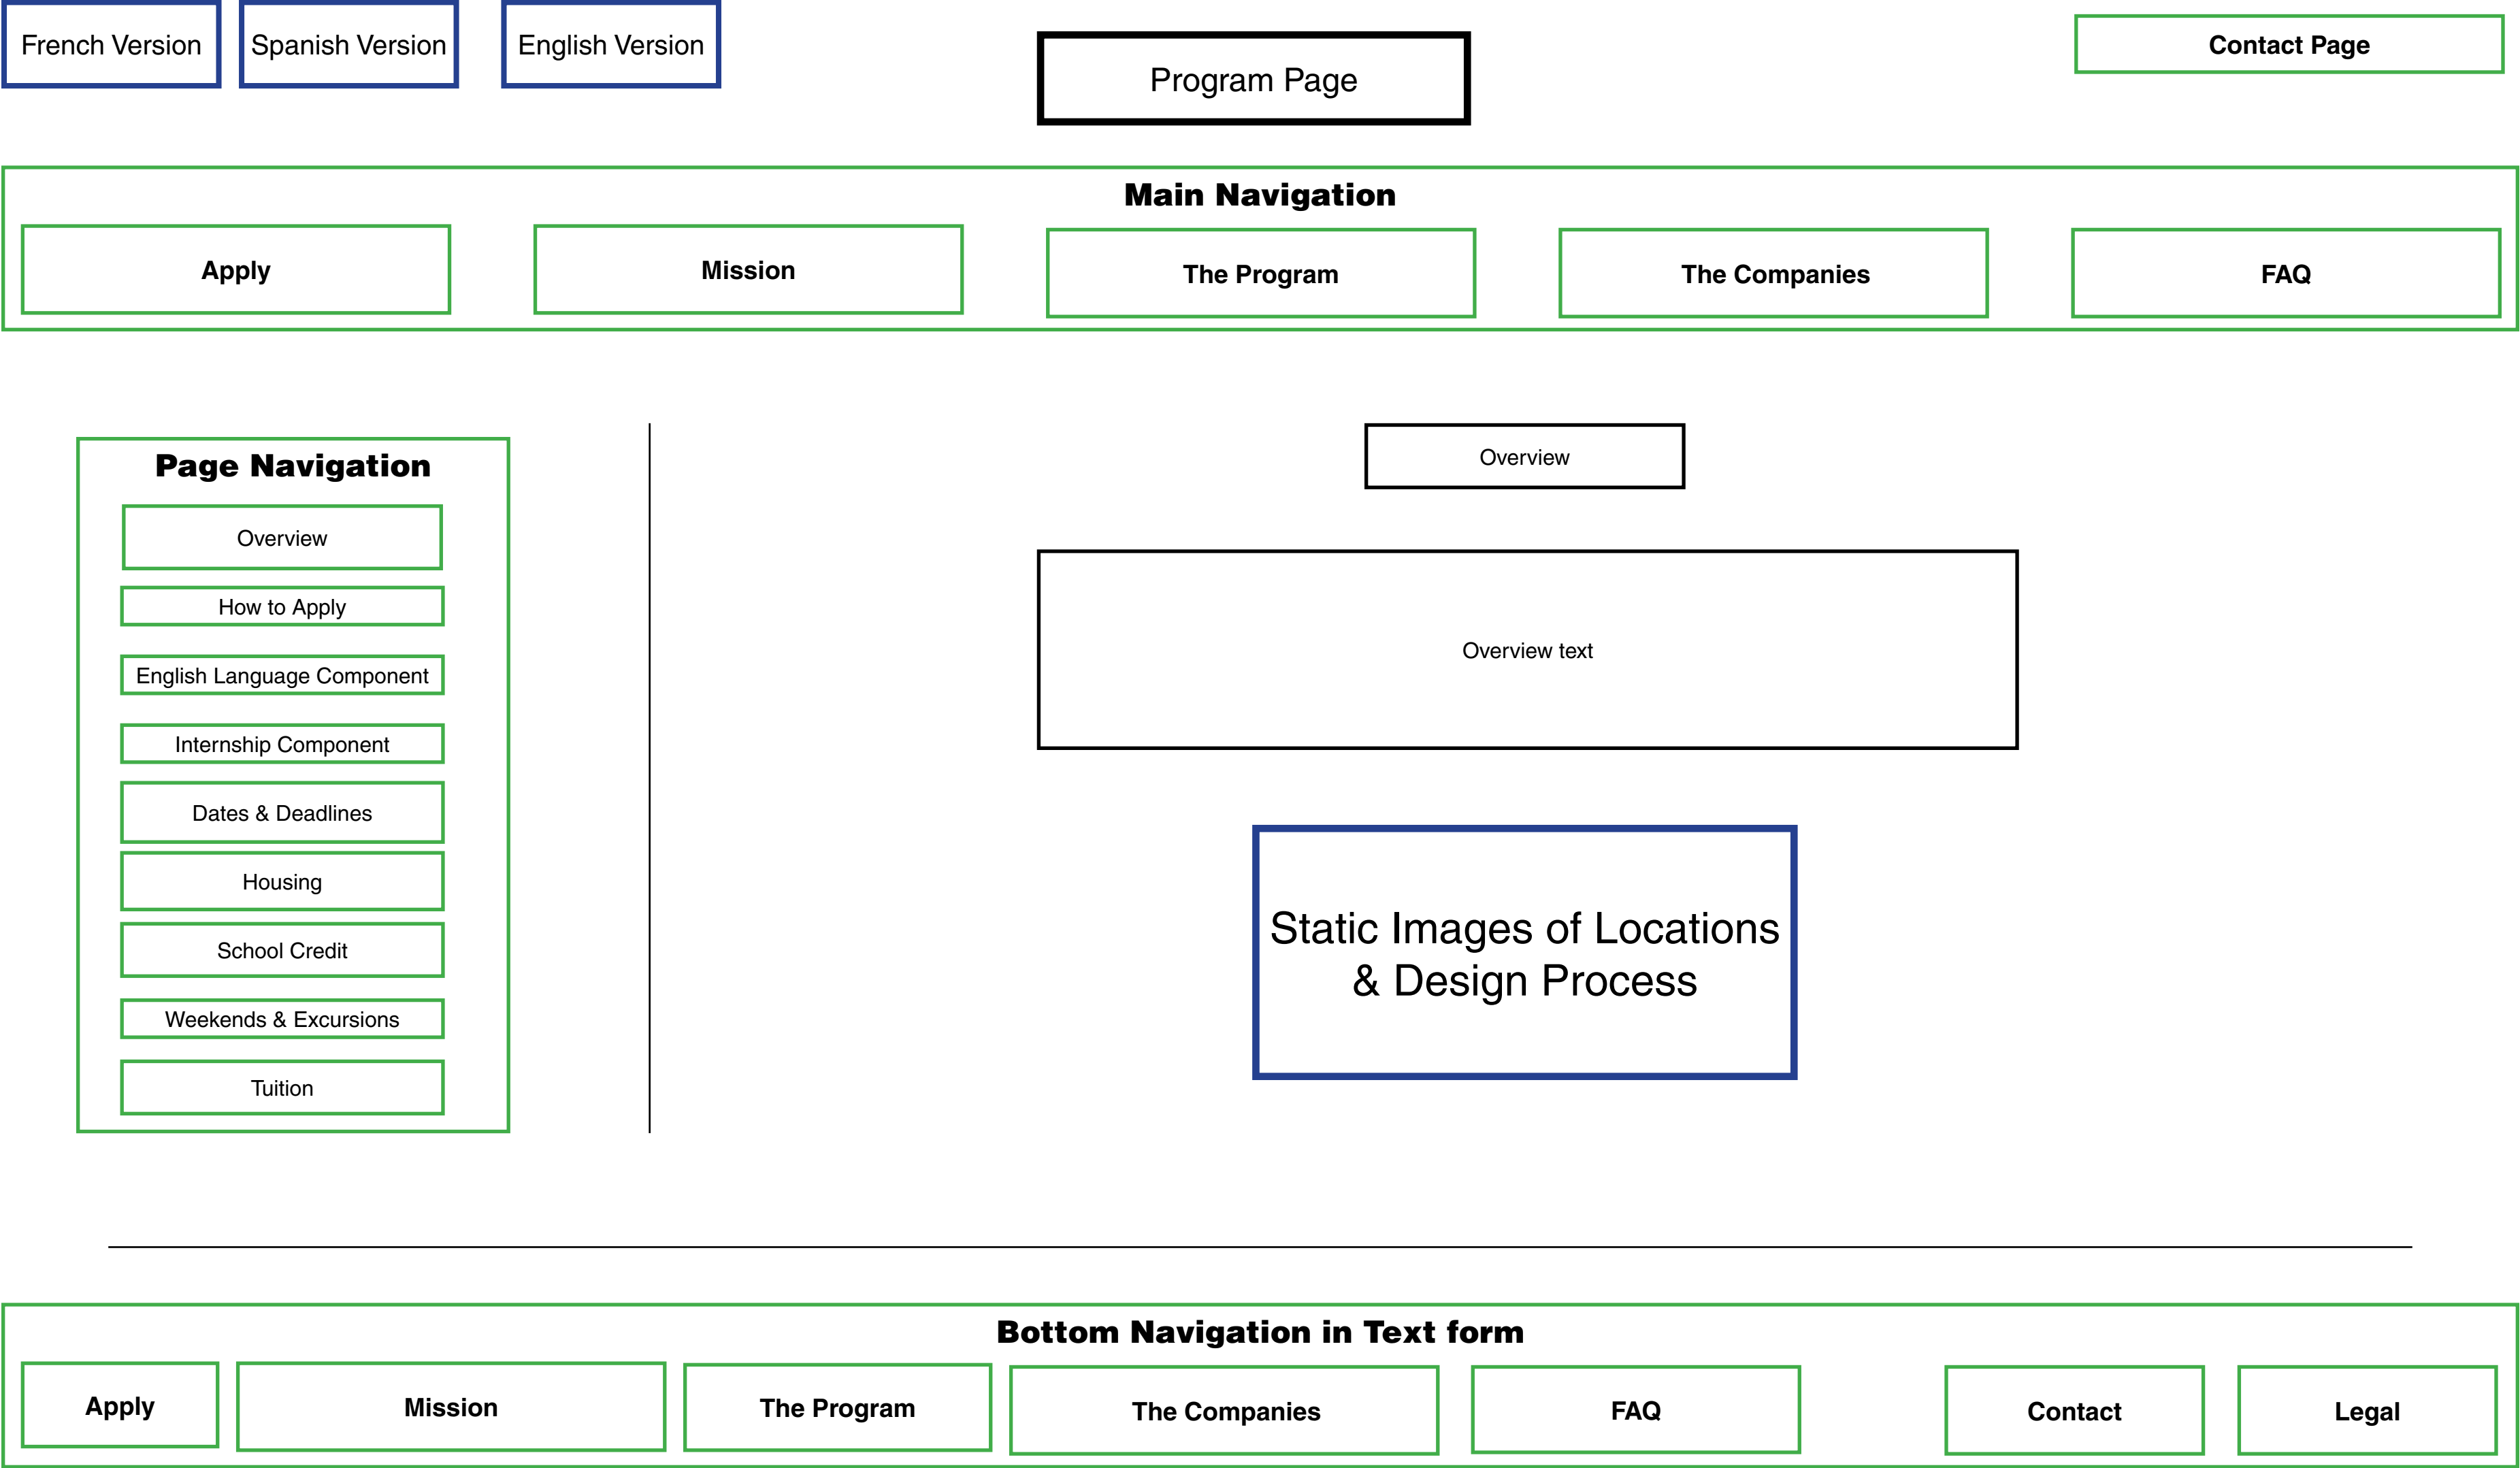 French Version
Spanish Version
English Version
Program Page
Contact Page
Main Navigation
Apply
Mission
The Program
The Companies
FAQ
Page Navigation
Overview
How to Apply
English Language Component
Internship Component
Dates & Deadlines
Housing
School Credit
Weekends & Excursions
Tuition
Overview
Overview text
Static Images of Locations
& Design Process
Bottom Navigation in Text form
Apply
Mission
The Program
The Companies
FAQ
Contact
Legal